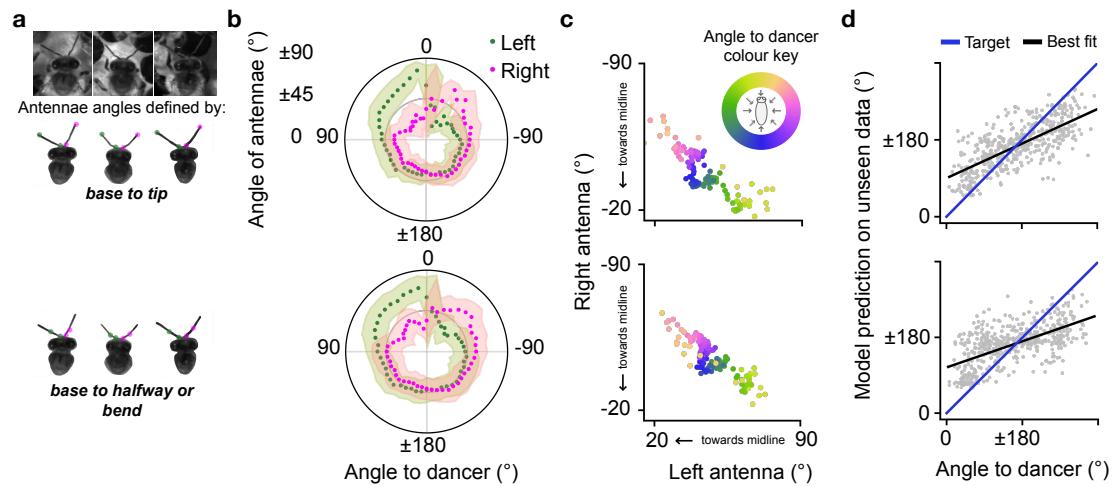 a
Antennae angles defined by:
base to tip
base to halfway or
bend
b
Angle of antennae (°)
±90
±45
0
0
Left
Right
90
-90
±180
0
90
-90
±180
Angle to dancer (°)
c
Angle to dancer
colour key
-90
← towards midline
-20
Right antenna (°)
-90
← towards midline
-20
20 ← towards midline 90
Left antenna (°)
d
Target
Best fit
Model prediction on unseen data (°)
±180
0
±180
0
0
±180
Angle to dancer (°)